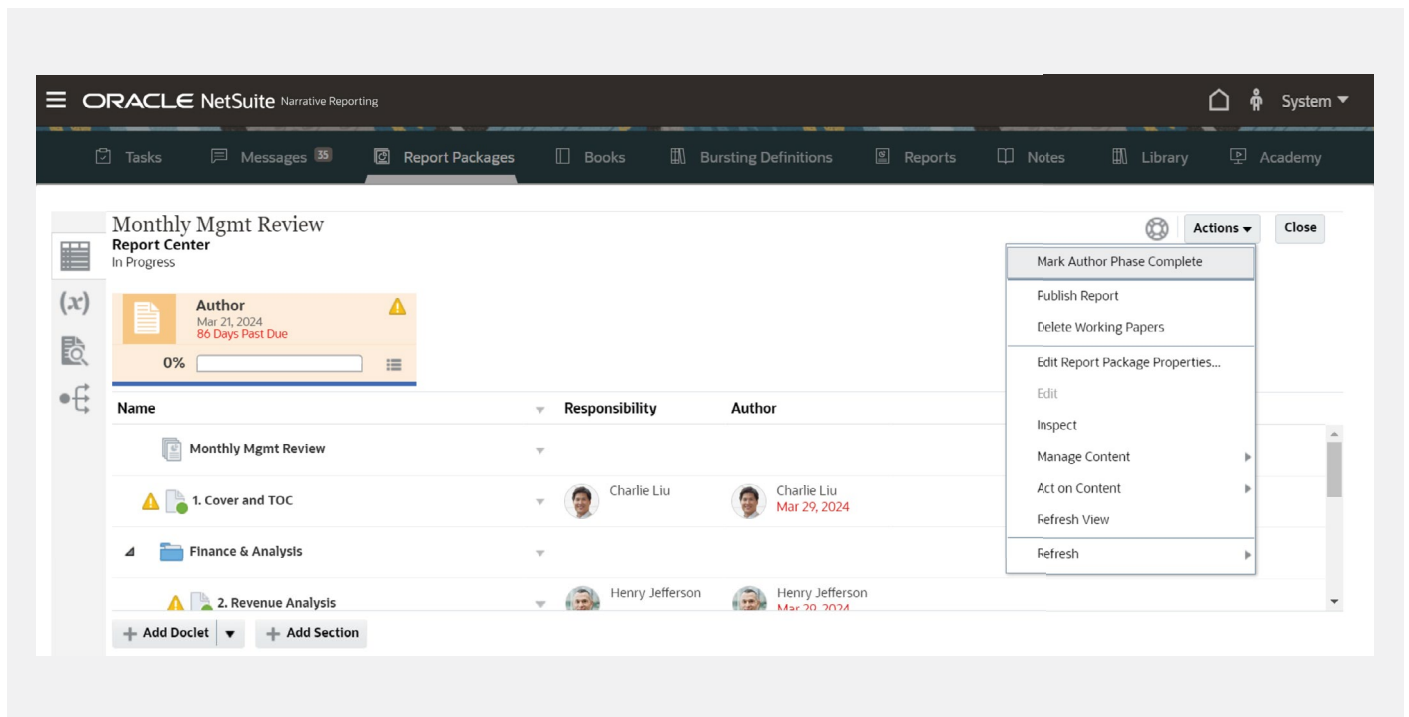 ORACLE NetSuite Narrative Reporting
System
Tasks Messages 35 Report Packages Books Bursting Definitions Reports Notes Library Academy
Monthly Mgmt Review
Report Center
In Progress
Actions Close
Mark Author Phase Complete
Publish Report
Delete Working Papers
Edit Report Package Properties...
Edit
Inspect
Manage Content
Act on Content
Refresh View
Refresh
(x)
Author
Mar 21, 2024
86 Days Past Due
0%
Name Responsibility Author
Monthly Mgmt Review
1. Cover and TOC Charlie Liu Charlie Liu
Mar 29, 2024
Finance & Analysis
2. Revenue Analysis Henry Jefferson Henry Jefferson
Mar 29, 2024
Add Doclet Add Section